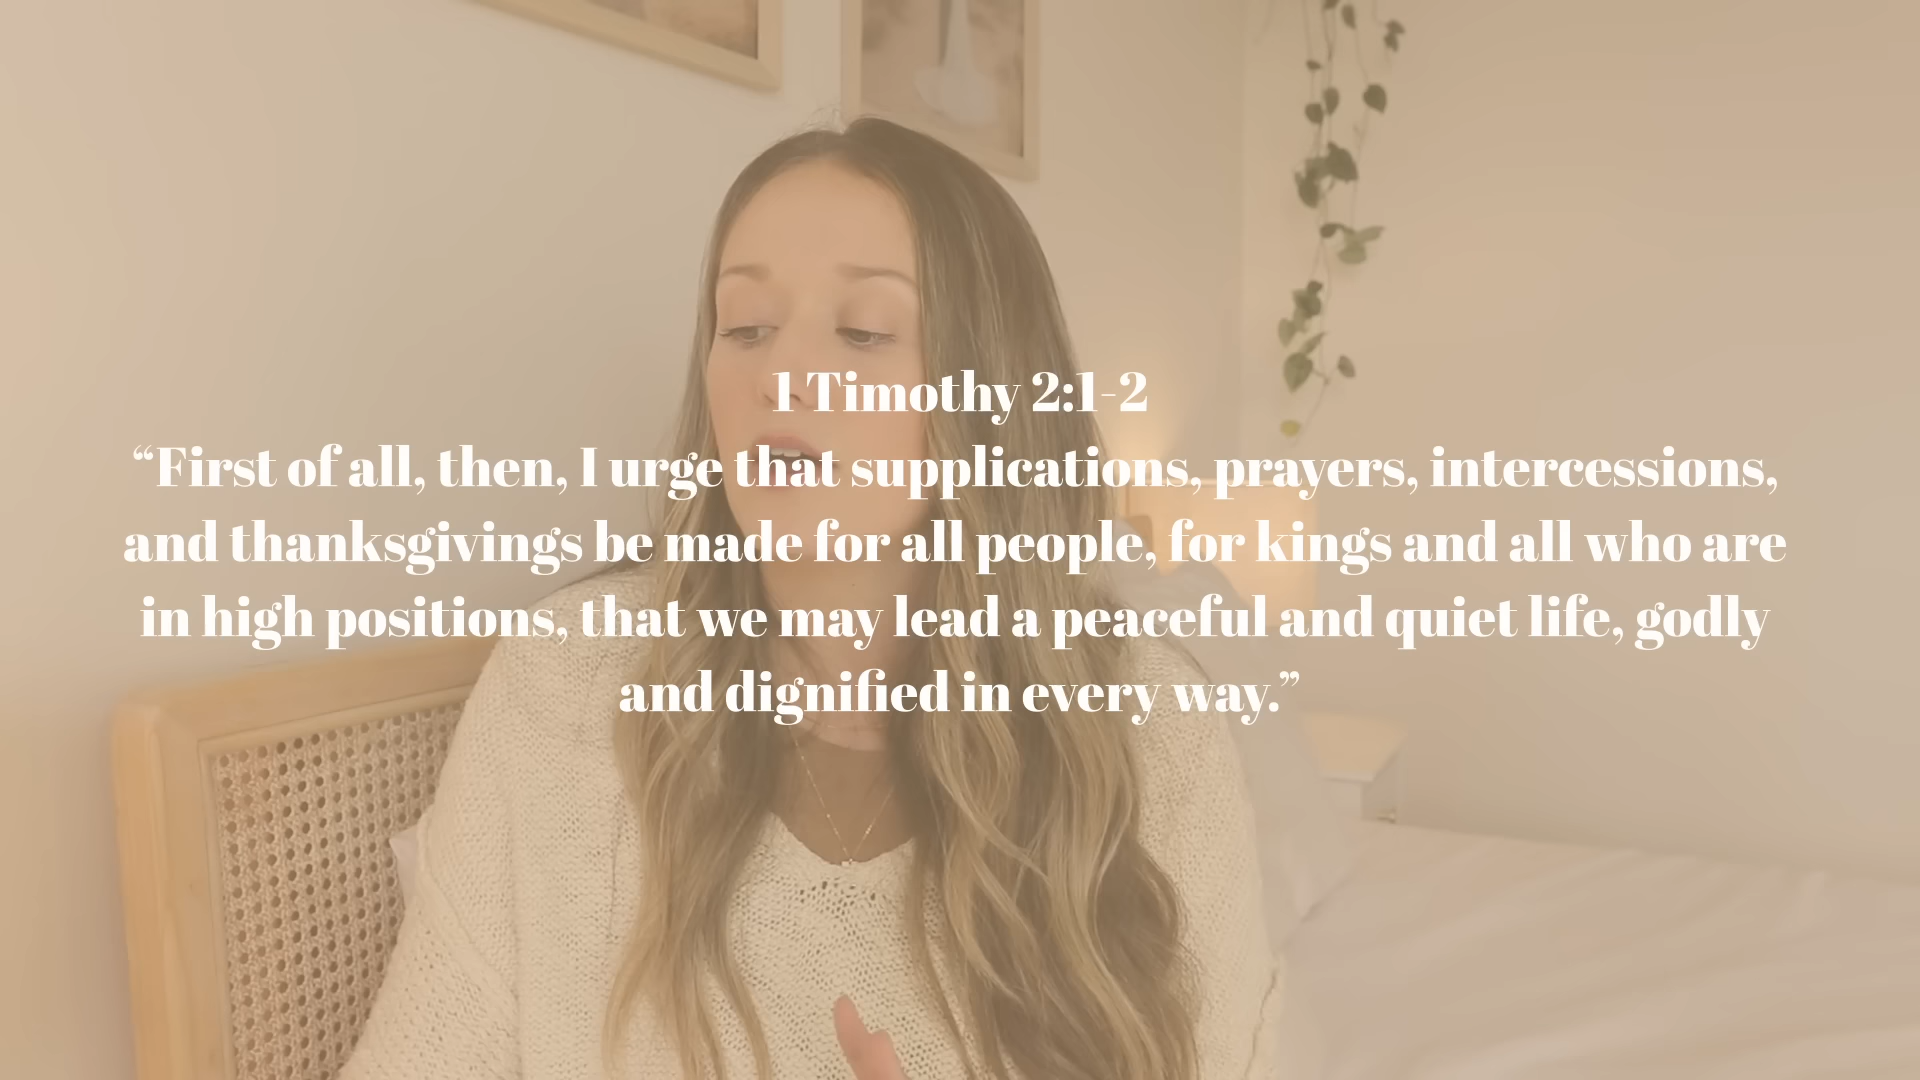 1 Timothy 2:1-2
“First of all, then, I urge that supplications, prayers, intercessions,
and thanksgivings be made for all people, for kings and all who are
in high positions, that we may lead a peaceful and quiet life, godly
and dignified in every way.”